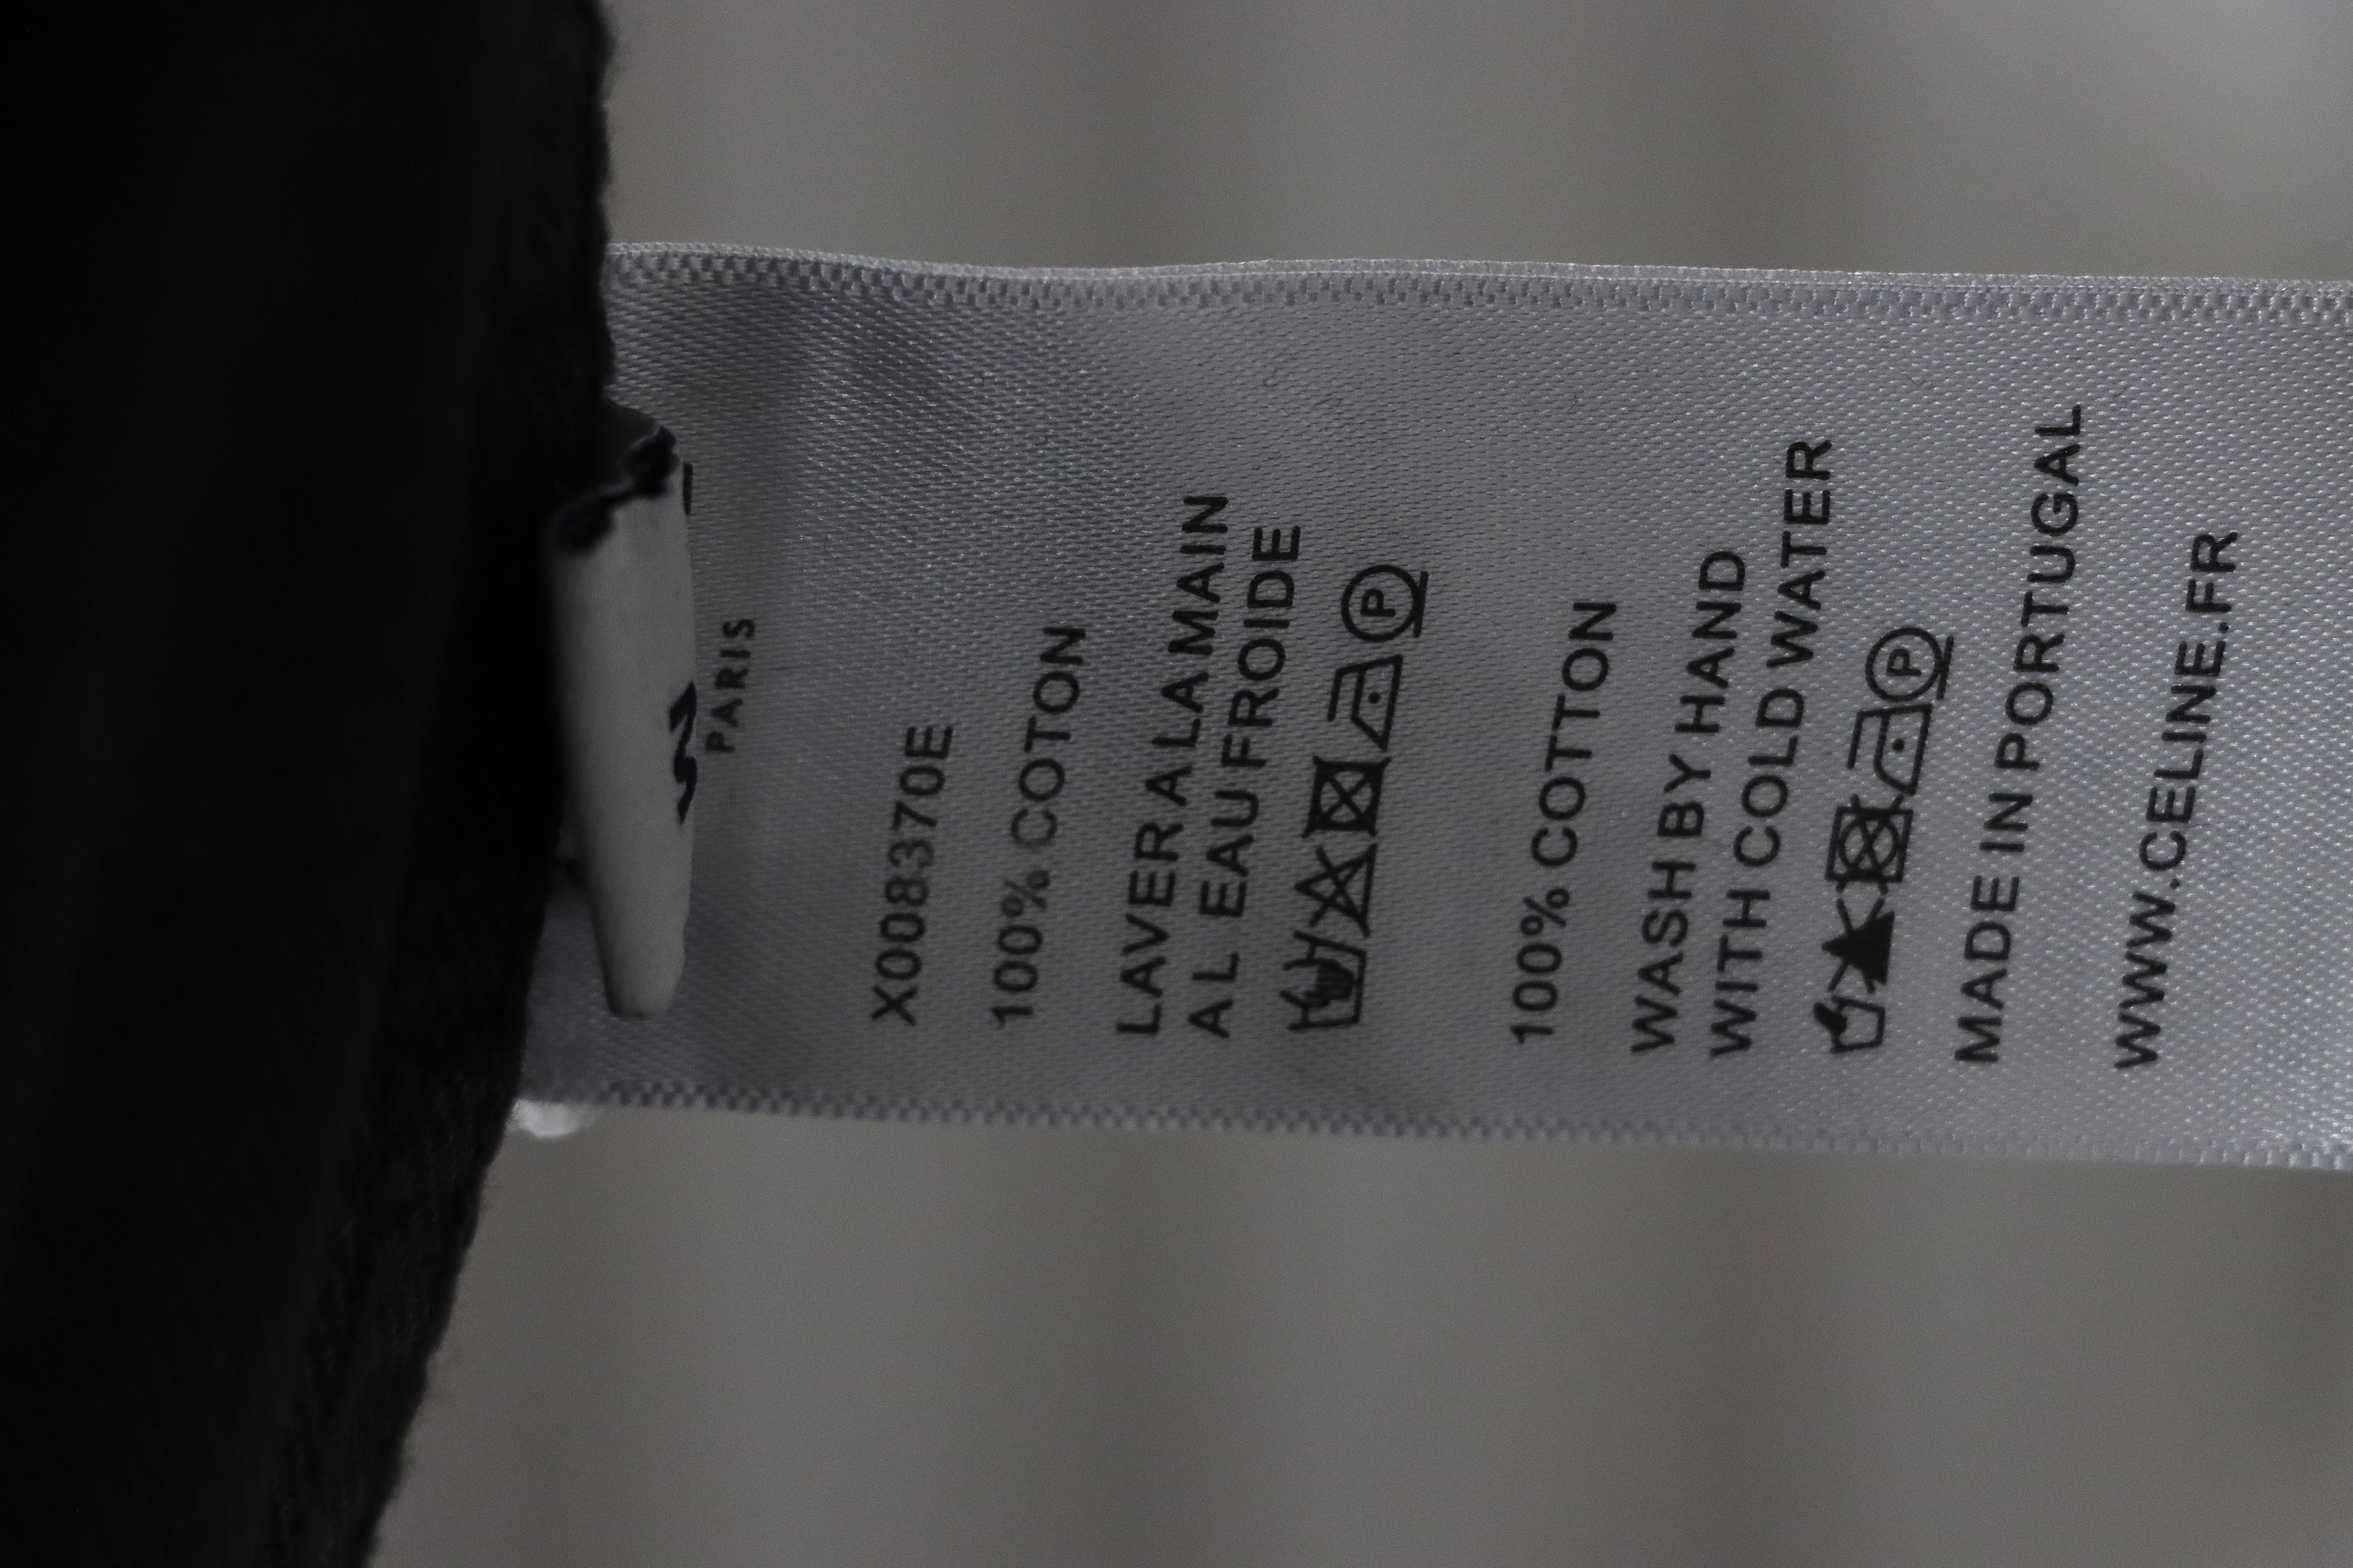 PARIS
X008370E
100% COTON
LAVER A LA MAIN
A L EAU FROIDE
P
100% COTTON
WASH BY HAND
WITH COLD WATER
P
MADE IN PORTUGAL
WWW.CELINE.FR